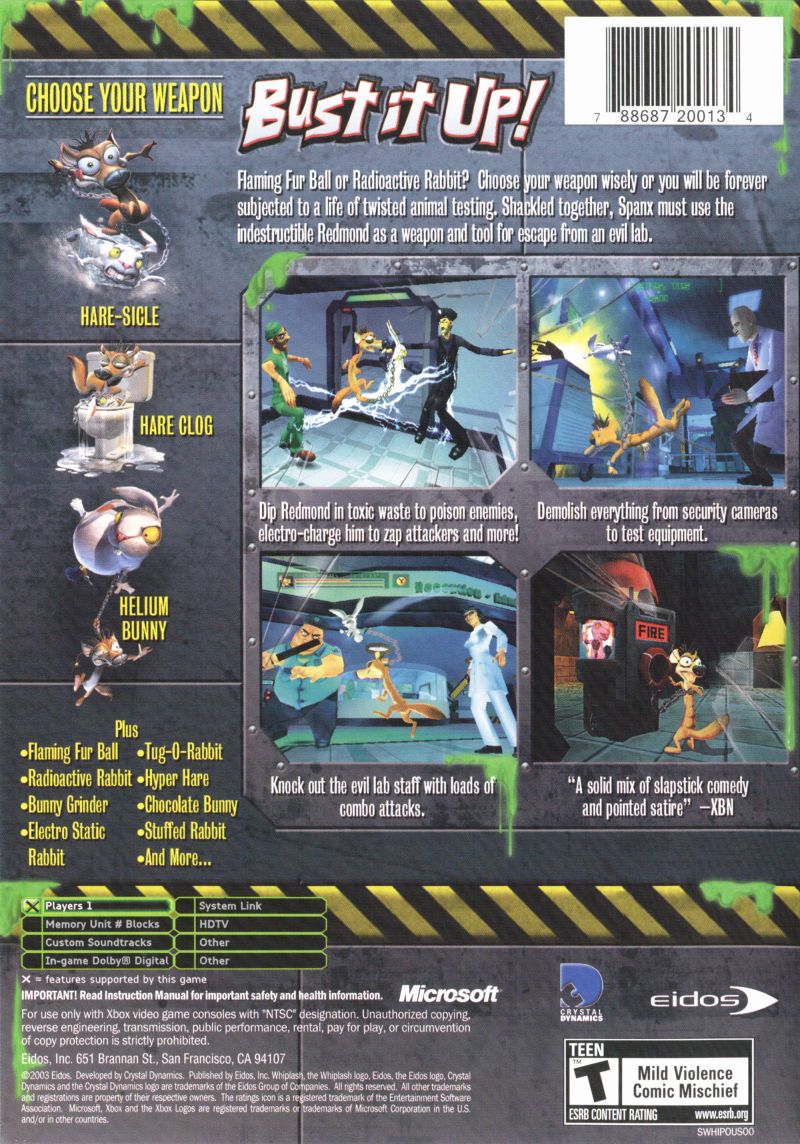 CHOOSE YOUR WEAPON
HARE-SICLE
HARE CLOG
HELIUM
BUNNY
Plus
•Flaming Fur Ball
•Radioactive Rabbit
•Bunny Grinder
•Electro Static
Rabbit
•Tug-O-Rabbit
•Hyper Hare
•Chocolate Bunny
•Stuffed Rabbit
•And More...
BUST IT UP!
7 88687 20013 4
Flaming Fur Ball or Radioactive Rabbit? Choose your weapon wisely or you will be forever
subjected to a life of twisted animal testing. Shackled together, Spanx must use the
indestructible Redmond as a weapon and tool for escape from an evil lab.
Dip Redmond in toxic waste to poison enemies,
electro-charge him to zap attackers and more!
Demolish everything from security cameras
to test equipment.
Y
FIRE
Knock out the evil lab staff with loads of
combo attacks.
“A solid mix of slapstick comedy
and pointed satire” –XBN
X Players 1
Memory Unit # Blocks
Custom Soundtracks
In-game Dolby® Digital
System Link
HDTV
Other
Other
X = features supported by this game
IMPORTANT! Read Instruction Manual for important safety and health information.
Microsoft®
For use only with Xbox video game consoles with "NTSC" designation. Unauthorized copying,
reverse engineering, transmission, public performance, rental, pay for play, or circumvention
of copy protection is strictly prohibited.
Eidos, Inc. 651 Brannan St., San Francisco, CA 94107
©2003 Eidos. Developed by Crystal Dynamics. Published by Eidos, Inc. Whiplash, the Whiplash logo, Eidos, the Eidos logo, Crystal
Dynamics and the Crystal Dynamics logo are trademarks of the Eidos Group of Companies. All rights reserved. All other trademarks
and registrations are property of their respective owners. The ratings icon is a registered trademark of the Entertainment Software
Association. Microsoft, Xbox and the Xbox Logos are registered trademarks or trademarks of Microsoft Corporation in the U.S.
and/or in other countries.
CRYSTAL
DYNAMICS
eidos
TEEN
T
TM
Mild Violence
Comic Mischief
ESRB CONTENT RATING www.esrb.org
SWHIPOUS00